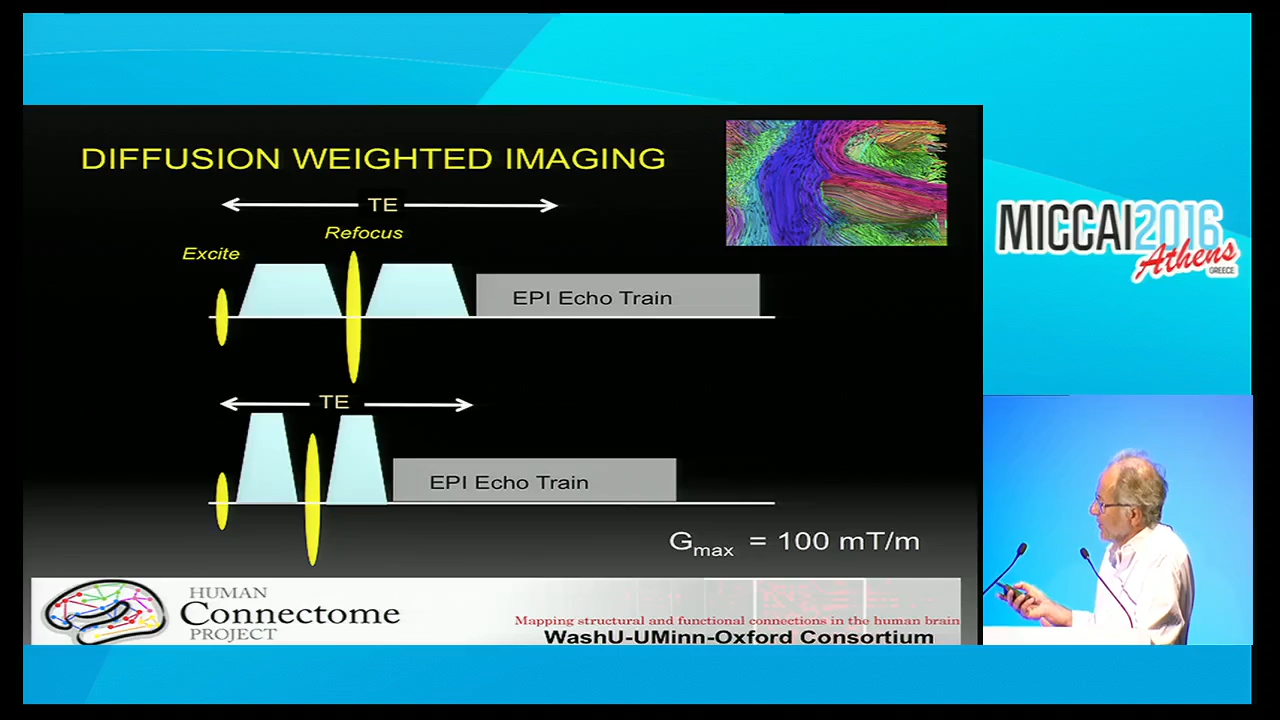 DIFFUSION WEIGHTED IMAGING
TE
Refocus
Excite
EPI Echo Train
TE
EPI Echo Train
Gmax = 100 mT/m
HUMAN
Connectome
PROJECT
Mapping structural and functional connections in the human brain
WashU-UMinn-Oxford Consortium
MICCAI2016
Athens
GREECE